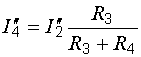 I″₄ = I″₂ R₃ / (R₃ + R₄)